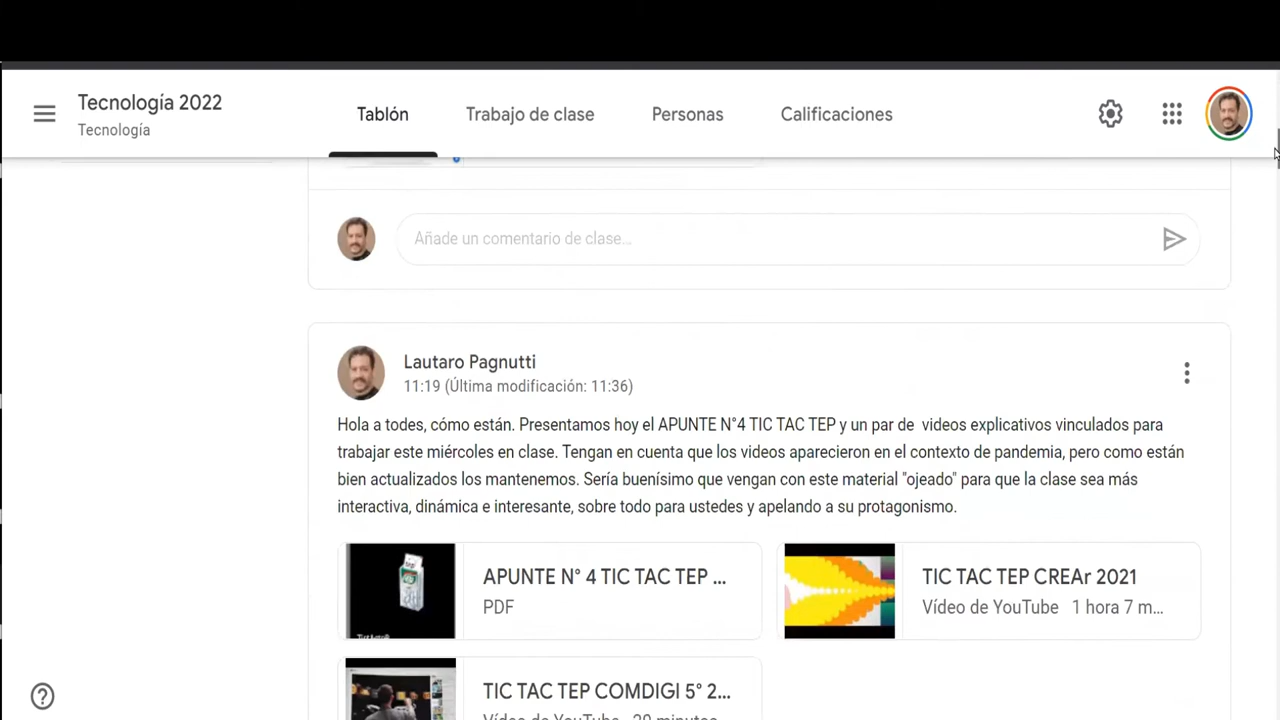 Tecnología 2022
Tecnología
Tablón
Trabajo de clase
Personas
Calificaciones
Añade un comentario de clase...
Lautaro Pagnutti
11:19 (Última modificación: 11:36)
Hola a todes, cómo están. Presentamos hoy el APUNTE N°4 TIC TAC TEP y un par de videos explicativos vinculados para
trabajar este miércoles en clase. Tengan en cuenta que los videos aparecieron en el contexto de pandemia, pero como están
bien actualizados los mantenemos. Sería buenísimo que vengan con este material "ojeado" para que la clase sea más
interactiva, dinámica e interesante, sobre todo para ustedes y apelando a su protagonismo.
APUNTE N° 4 TIC TAC TEP ...
PDF
TIC TAC TEP CREAr 2021
Vídeo de YouTube 1 hora 7 m...
TIC TAC TEP COMDIGI 5° 2...
Vídeo de YouTube 20 minutos